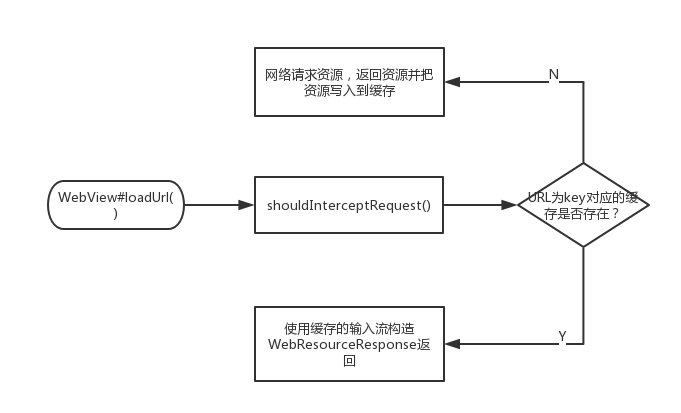 网络请求资源，返回资源并把
资源写入到缓存
N
WebView#loadUrl(
)
shouldInterceptRequest()
URL为key对应的缓
存是否存在？
使用缓存的输入流构造
WebResourceResponse返
回
Y